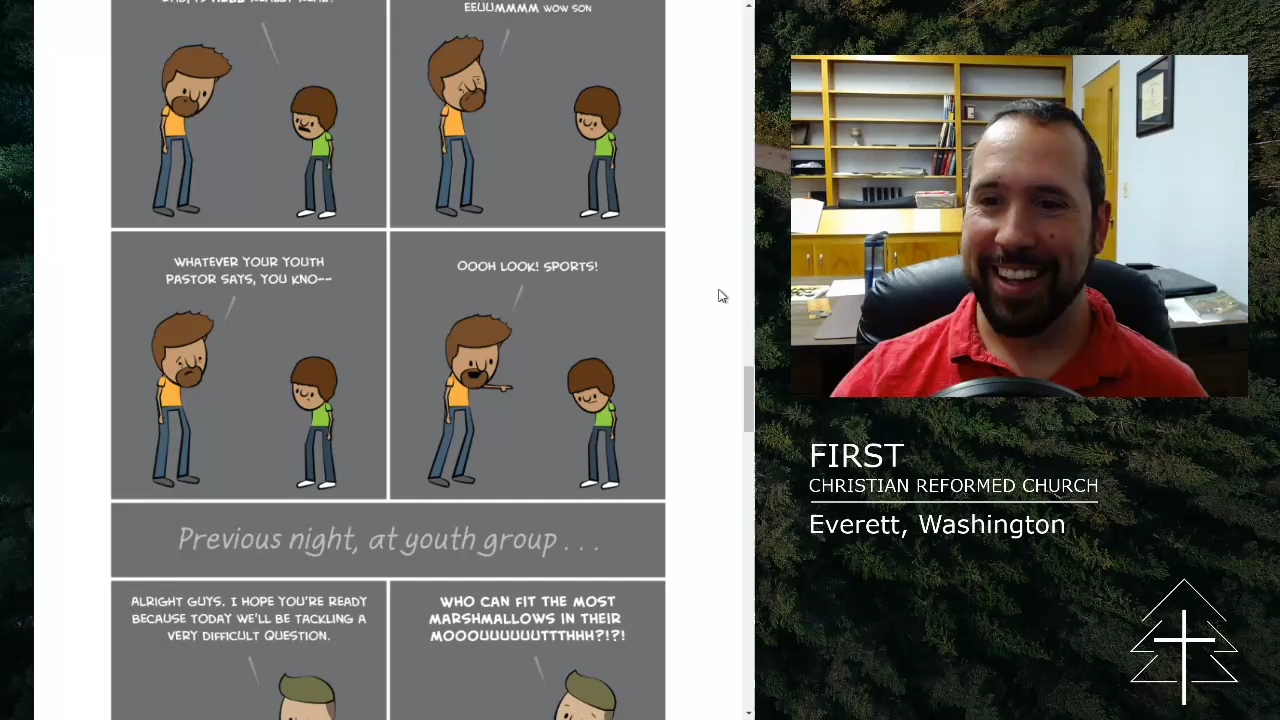 EEUUMMMM WOW SON
WHATEVER YOUR YOUTH
PASTOR SAYS, YOU KNO--
OOOH LOOK! SPORTS!
Previous night, at youth group . . .
ALRIGHT GUYS. I HOPE YOU'RE READY
BECAUSE TODAY WE'LL BE TACKLING A
VERY DIFFICULT QUESTION.
WHO CAN FIT THE MOST
MARSHMALLOWS IN THEIR
MOOOUUUUUUTTTHHH?!?!
FIRST
CHRISTIAN REFORMED CHURCH
Everett, Washington